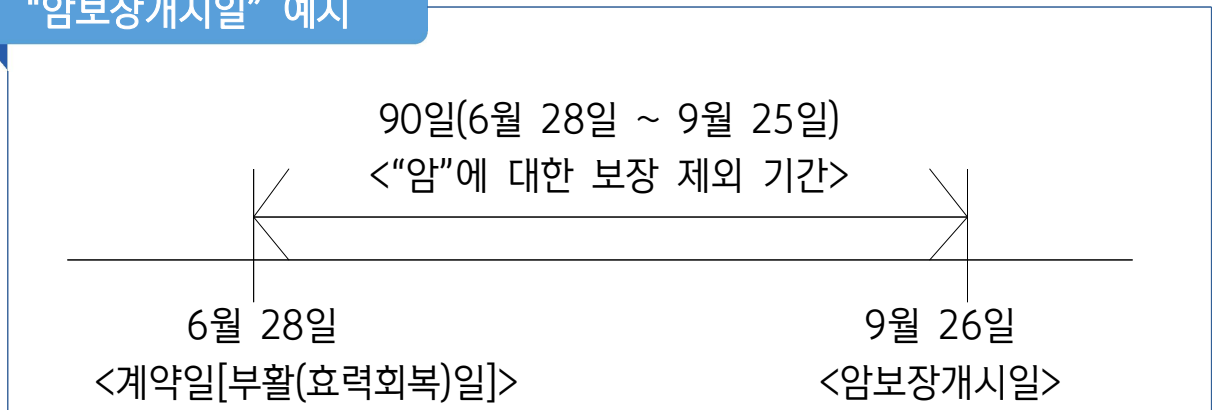 "암보장개시일” 예시
90일(6월 28일 ~ 9월 25일)
<“암”에 대한 보장 제외 기간>
6월 28일
9월 26일
<계약일[부활(효력회복)일]>
<암보장개시일>